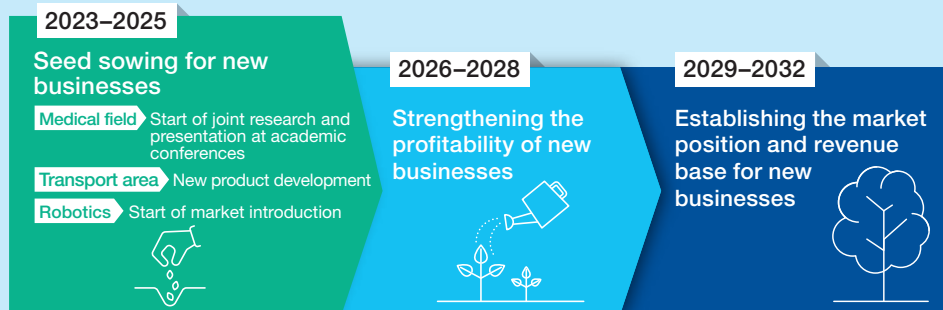 2023–2025
Seed sowing for new
businesses
Medical field Start of joint research and
presentation at academic
conferences
Transport area New product development
Robotics Start of market introduction
2026–2028
Strengthening the
profitability of new
businesses
2029–2032
Establishing the market
position and revenue
base for new
businesses